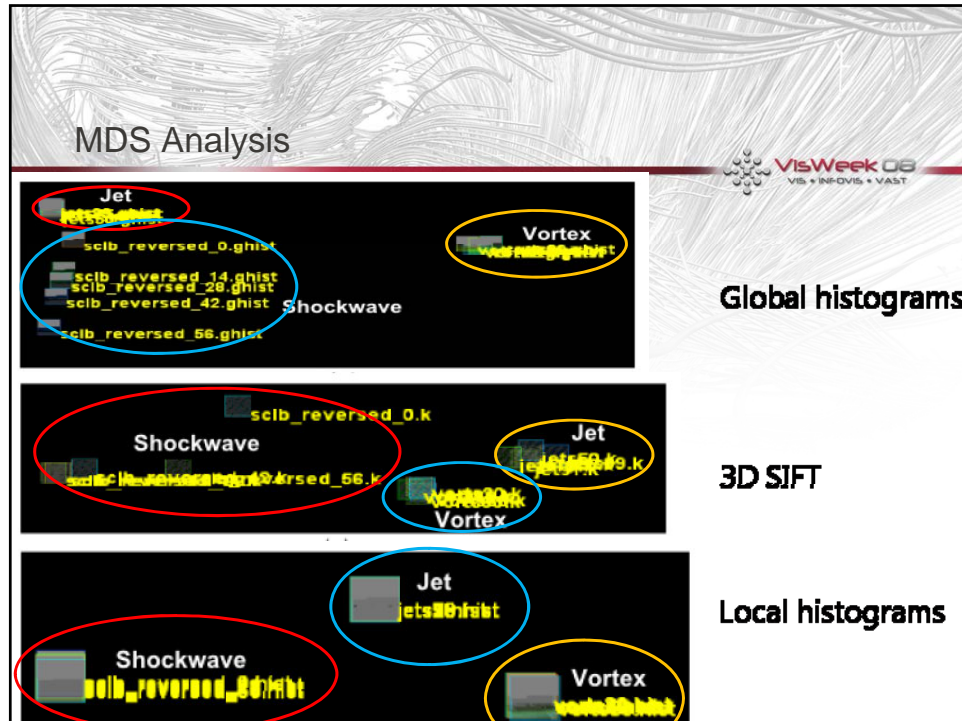 MDS Analysis
VisWeek 08
VIS • INFOVIS • VAST
Jet
sclb_reversed_0.ghist
Vortex
sclb_reversed_14.ghist
sclb_reversed_28.ghist
sclb_reversed_42.ghist
Shockwave
sclb_reversed_56.ghist
Global histograms
sclb_reversed_0.k
Shockwave
Jet
jets50.k
3D SIFT
Vortex
Jet
Local histograms
Shockwave
Vortex